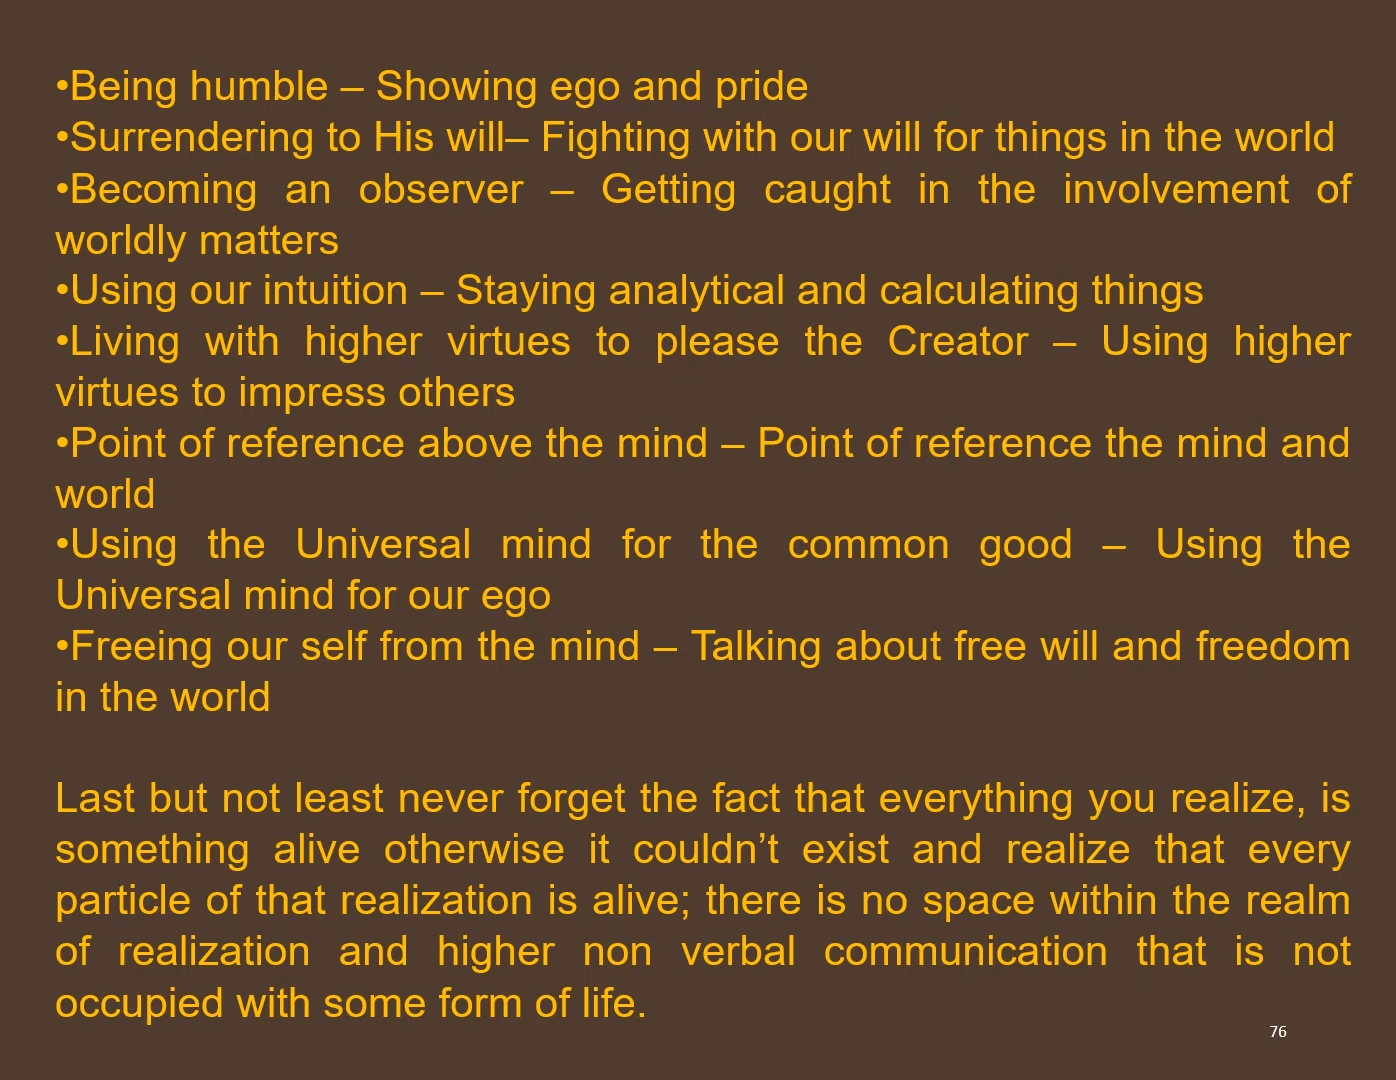 •Being humble – Showing ego and pride
•Surrendering to His will– Fighting with our will for things in the world
•Becoming an observer – Getting caught in the involvement of
worldly matters
•Using our intuition – Staying analytical and calculating things
•Living with higher virtues to please the Creator – Using higher
virtues to impress others
•Point of reference above the mind – Point of reference the mind and
world
•Using the Universal mind for the common good – Using the
Universal mind for our ego
•Freeing our self from the mind – Talking about free will and freedom
in the world
Last but not least never forget the fact that everything you realize, is
something alive otherwise it couldn’t exist and realize that every
particle of that realization is alive; there is no space within the realm
of realization and higher non verbal communication that is not
occupied with some form of life.
76